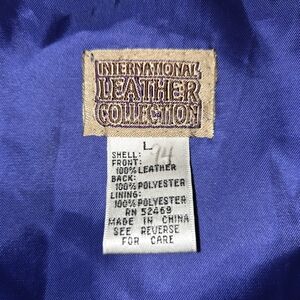 INTERNATIONAL
LEATHER
COLLECTION
L
94
SHELL:
FRONT:
100% LEATHER
BACK:
100% POLYESTER
LINING:
100% POLYESTER
RN 52469
MADE IN CHINA
SEE REVERSE
FOR CARE